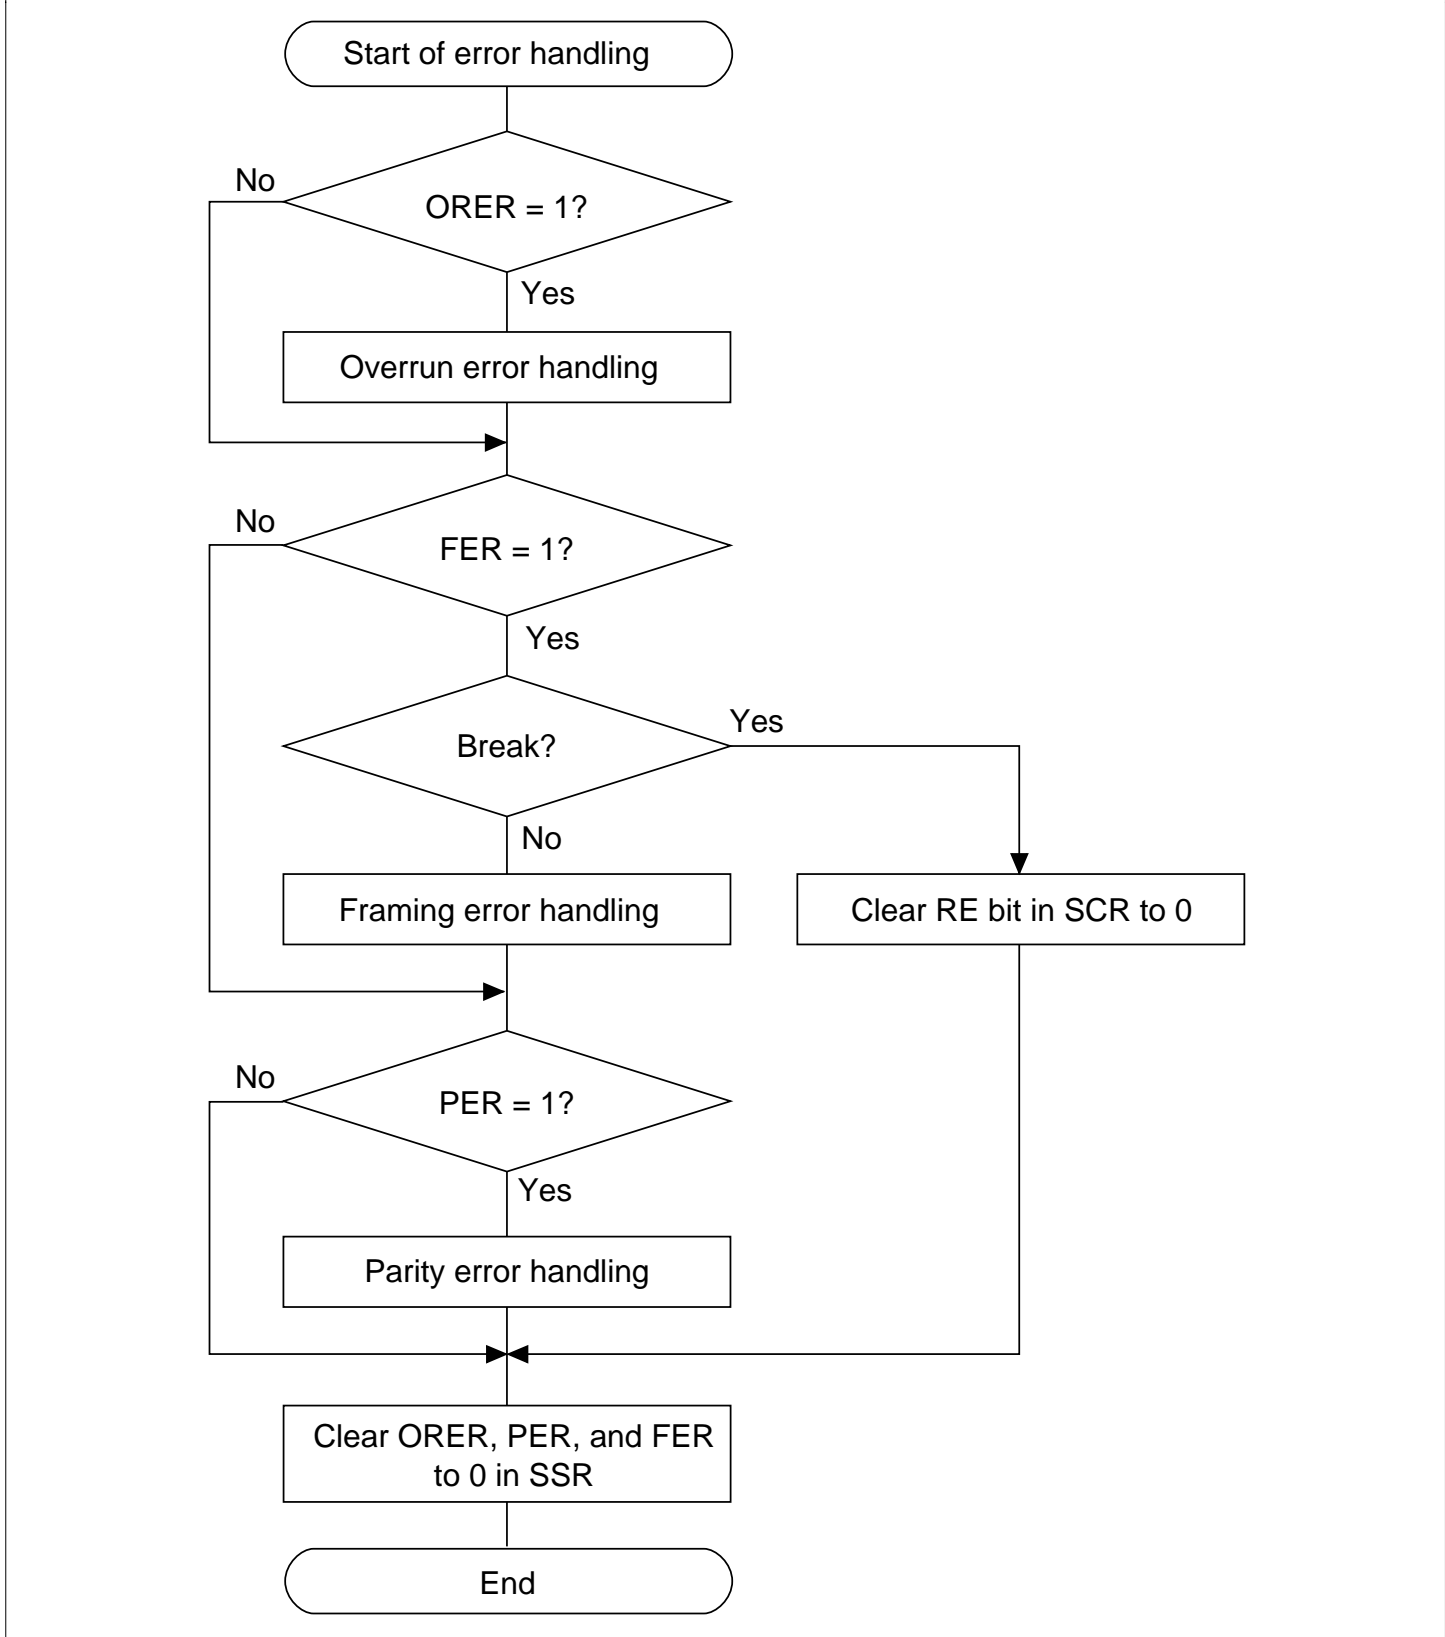 Start of error handling
No
ORER = 1?
Yes
Overrun error handling
No
FER = 1?
Yes
Break?
Yes
No
Framing error handling
Clear RE bit in SCR to 0
No
PER = 1?
Yes
Parity error handling
Clear ORER, PER, and FER
to 0 in SSR
End